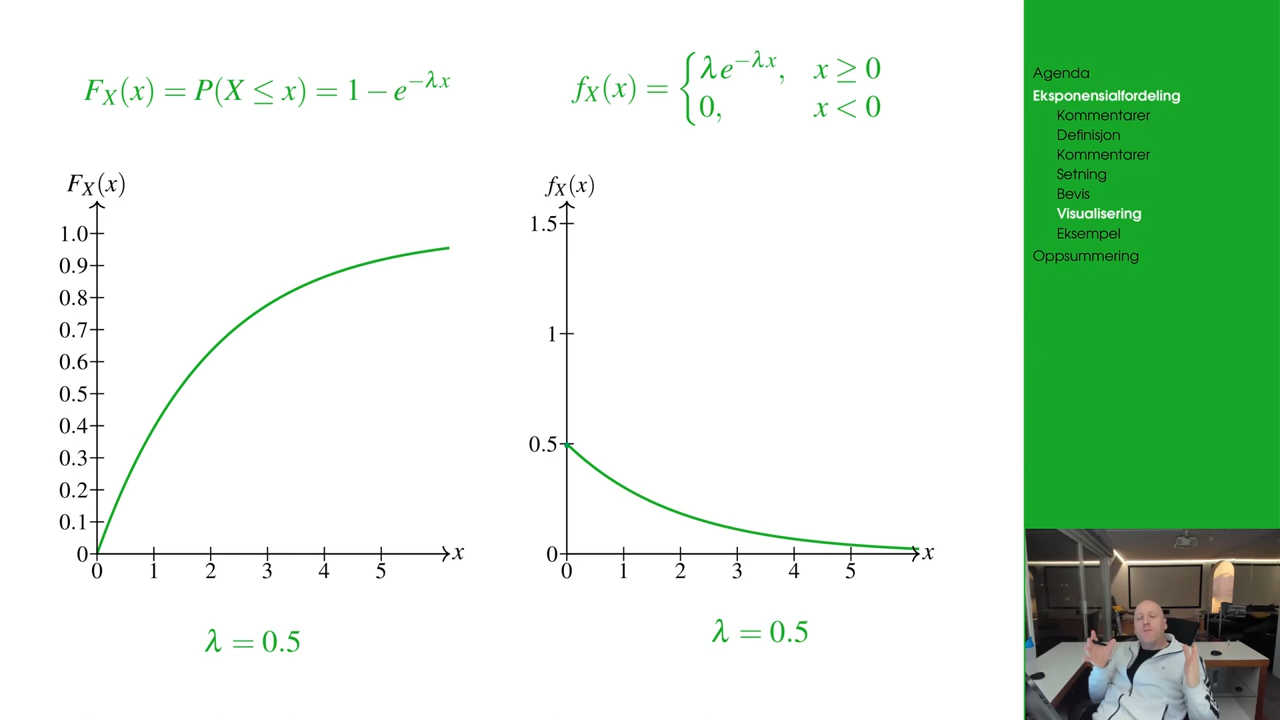 F_X(x) = P(X ≤ x) = 1 − e^{−λx}
f_X(x) = { λe^{−λx}, x ≥ 0
0, x < 0
F_X(x)
1.0
0.9
0.8
0.7
0.6
0.5
0.4
0.3
0.2
0.1
0
0 1 2 3 4 5 x
λ = 0.5
f_X(x)
1.5
1
0.5
0
0 1 2 3 4 5 x
λ = 0.5
Agenda
Eksponensialfordeling
Kommentarer
Definisjon
Kommentarer
Setning
Bevis
Visualisering
Eksempel
Oppsummering